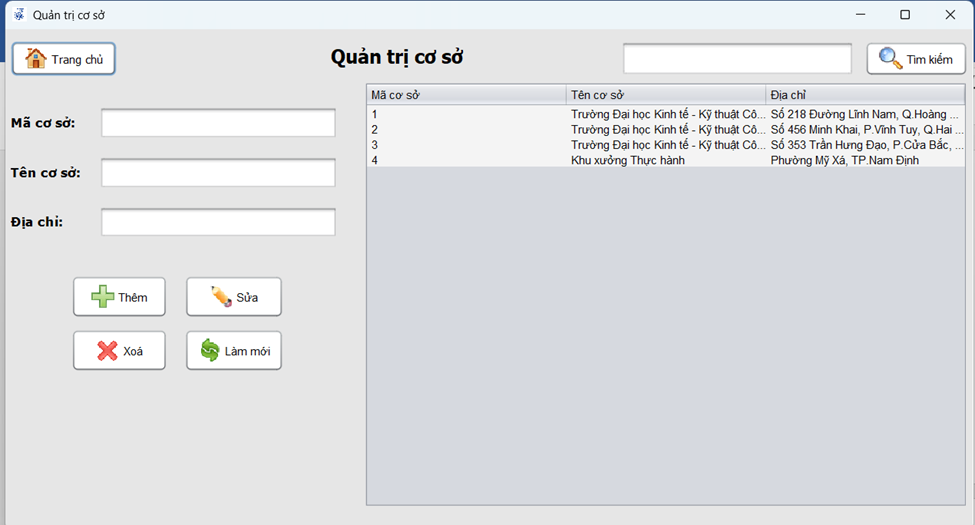 Quản trị cơ sở
Trang chủ
Quản trị cơ sở
Tìm kiếm
Mã cơ sở:
Tên cơ sở:
Địa chỉ:
Thêm
Sửa
Xoá
Làm mới
Mã cơ sở Tên cơ sở Địa chỉ
1 Trường Đại học Kinh tế - Kỹ thuật Cô... Số 218 Đường Lĩnh Nam, Q.Hoàng ...
2 Trường Đại học Kinh tế - Kỹ thuật Cô... Số 456 Minh Khai, P.Vĩnh Tuy, Q.Hai ...
3 Trường Đại học Kinh tế - Kỹ thuật Cô... Số 353 Trần Hưng Đạo, P.Cửa Bắc, ...
4 Khu xưởng Thực hành Phường Mỹ Xá, TP.Nam Định